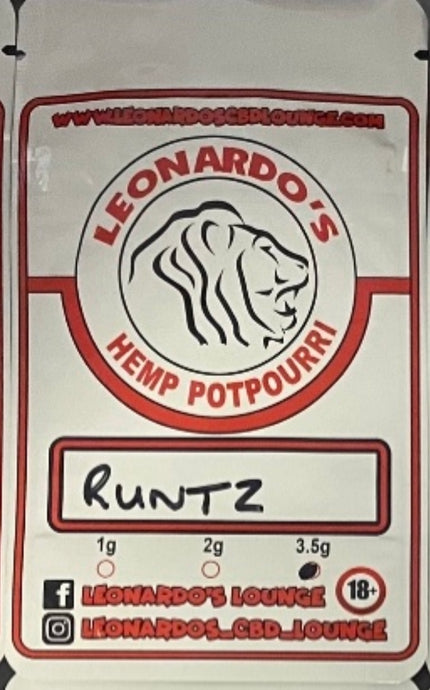 WWW.LEONARDOSCBDLOUNGE.COM
LEONARDO'S
HEMP POTPOURRI
RUNTZ
1g 2g 3.5g
LEONARDO'S LOUNGE 18+
LEONARDOS_CBD_LOUNGE